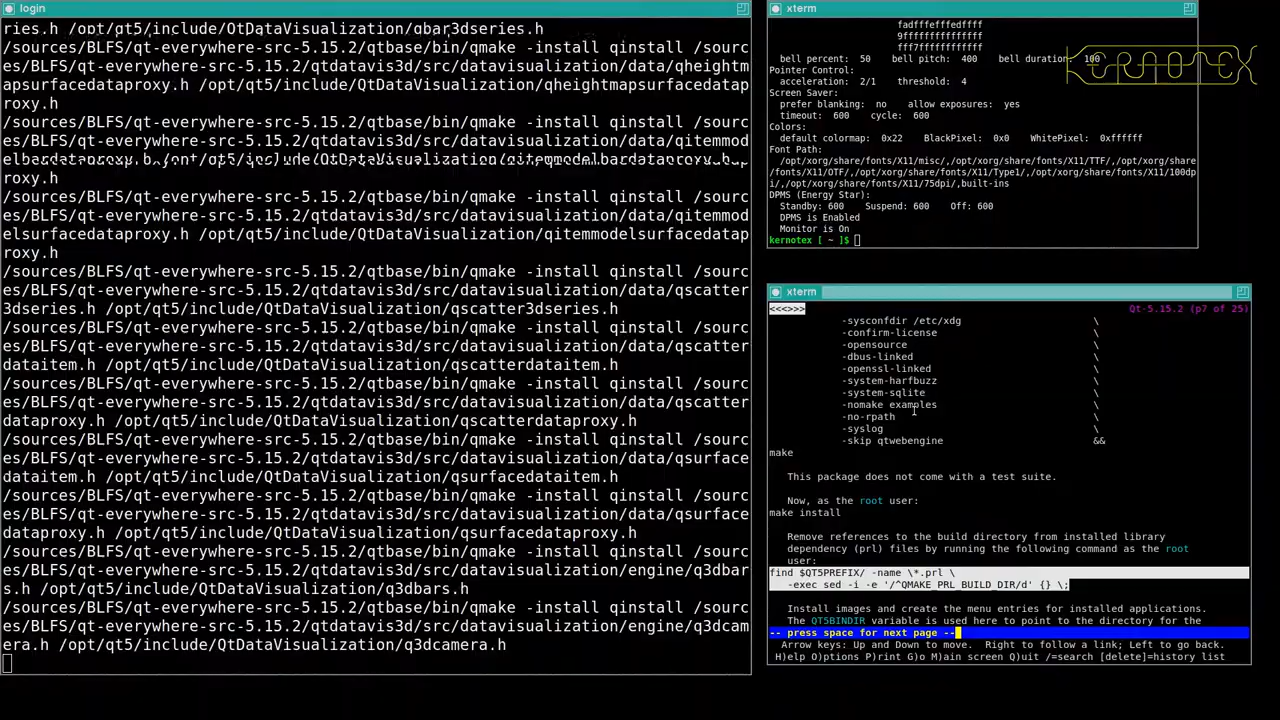 login
ries.h /opt/qt5/include/QtDataVisualization/qbar3dseries.h
/sources/BLFS/qt-everywhere-src-5.15.2/qtbase/bin/qmake -install qinstall /sourc
es/BLFS/qt-everywhere-src-5.15.2/qtdatavis3d/src/datavisualization/data/qheightm
apsurfacedataproxy.h /opt/qt5/include/QtDataVisualization/qheightmapsurfacedatap
roxy.h
/sources/BLFS/qt-everywhere-src-5.15.2/qtbase/bin/qmake -install qinstall /sourc
es/BLFS/qt-everywhere-src-5.15.2/qtdatavis3d/src/datavisualization/data/qitemmod
elbardataproxy.h /opt/qt5/include/QtDataVisualization/qitemmodelbardataproxy.h
roxy.h
/sources/BLFS/qt-everywhere-src-5.15.2/qtbase/bin/qmake -install qinstall /sourc
es/BLFS/qt-everywhere-src-5.15.2/qtdatavis3d/src/datavisualization/data/qitemmod
elsurfacedataproxy.h /opt/qt5/include/QtDataVisualization/qitemmodelsurfacedatap
roxy.h
/sources/BLFS/qt-everywhere-src-5.15.2/qtbase/bin/qmake -install qinstall /sourc
es/BLFS/qt-everywhere-src-5.15.2/qtdatavis3d/src/datavisualization/data/qscatter
3dseries.h /opt/qt5/include/QtDataVisualization/qscatter3dseries.h
/sources/BLFS/qt-everywhere-src-5.15.2/qtbase/bin/qmake -install qinstall /sourc
es/BLFS/qt-everywhere-src-5.15.2/qtdatavis3d/src/datavisualization/data/qscatter
dataitem.h /opt/qt5/include/QtDataVisualization/qscatterdataitem.h
/sources/BLFS/qt-everywhere-src-5.15.2/qtbase/bin/qmake -install qinstall /sourc
es/BLFS/qt-everywhere-src-5.15.2/qtdatavis3d/src/datavisualization/data/qscatter
dataproxy.h /opt/qt5/include/QtDataVisualization/qscatterdataproxy.h
/sources/BLFS/qt-everywhere-src-5.15.2/qtbase/bin/qmake -install qinstall /sourc
es/BLFS/qt-everywhere-src-5.15.2/qtdatavis3d/src/datavisualization/data/qsurface
dataitem.h /opt/qt5/include/QtDataVisualization/qsurfacedataitem.h
/sources/BLFS/qt-everywhere-src-5.15.2/qtbase/bin/qmake -install qinstall /sourc
es/BLFS/qt-everywhere-src-5.15.2/qtdatavis3d/src/datavisualization/data/qsurface
dataproxy.h /opt/qt5/include/QtDataVisualization/qsurfacedataproxy.h
/sources/BLFS/qt-everywhere-src-5.15.2/qtbase/bin/qmake -install qinstall /sourc
es/BLFS/qt-everywhere-src-5.15.2/qtdatavis3d/src/datavisualization/engine/q3dbar
s.h /opt/qt5/include/QtDataVisualization/q3dbars.h
/sources/BLFS/qt-everywhere-src-5.15.2/qtbase/bin/qmake -install qinstall /sourc
es/BLFS/qt-everywhere-src-5.15.2/qtdatavis3d/src/datavisualization/engine/q3dcam
era.h /opt/qt5/include/QtDataVisualization/q3dcamera.h
xterm
fadfffefffedffff
9fffffffffffffff
fff7ffffffffffff
bell percent:  50    bell pitch:  400    bell duration:  100
Pointer Control:
acceleration:  2/1    threshold:  4
Screen Saver:
prefer blanking:  no    allow exposures:  yes
timeout:  600    cycle:  600
Colors:
default colormap:  0x22    BlackPixel:  0x0    WhitePixel:  0xffffff
Font Path:
/opt/xorg/share/fonts/X11/misc/,/opt/xorg/share/fonts/X11/TTF/,/opt/xorg/share
/fonts/X11/OTF/,/opt/xorg/share/fonts/X11/Type1/,/opt/xorg/share/fonts/X11/100dp
i/,/opt/xorg/share/fonts/X11/75dpi/,built-ins
DPMS (Energy Star):
Standby: 600    Suspend: 600    Off: 600
DPMS is Enabled
Monitor is On
kernotex [ ~ ]$
KERNOTEX
xterm
<<<>>> Qt-5.15.2 (p7 of 25)
-sysconfdir /etc/xdg \
-confirm-license \
-opensource \
-dbus-linked \
-openssl-linked \
-system-harfbuzz \
-system-sqlite \
-nomake examples \
-no-rpath \
-syslog \
-skip qtwebengine &&
make
This package does not come with a test suite.
Now, as the root user:
make install
Remove references to the build directory from installed library
dependency (prl) files by running the following command as the root
user:
find $QT5PREFIX/ -name \*.prl \
-exec sed -i -e '/^QMAKE_PRL_BUILD_DIR/d' {} \;
Install images and create the menu entries for installed applications.
The QT5BINDIR variable is used here to point to the directory for the
-- press space for next page --
Arrow keys: Up and Down to move.  Right to follow a link; Left to go back.
H)elp O)ptions P)rint G)o M)ain screen Q)uit /=search [delete]=history list